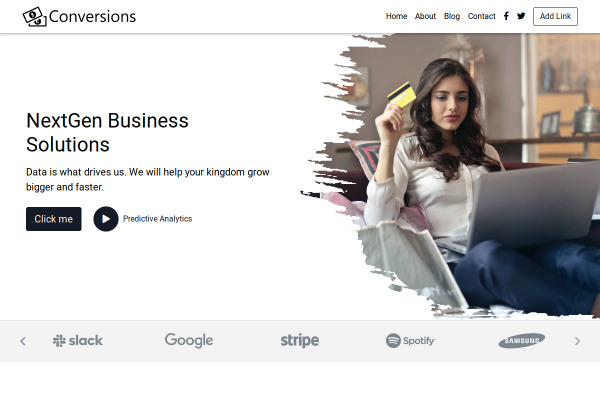 Conversions
Home About Blog Contact Add Link
NextGen Business
Solutions
Data is what drives us. We will help your kingdom grow
bigger and faster.
Click me Predictive Analytics
slack Google stripe Spotify SAMSUNG